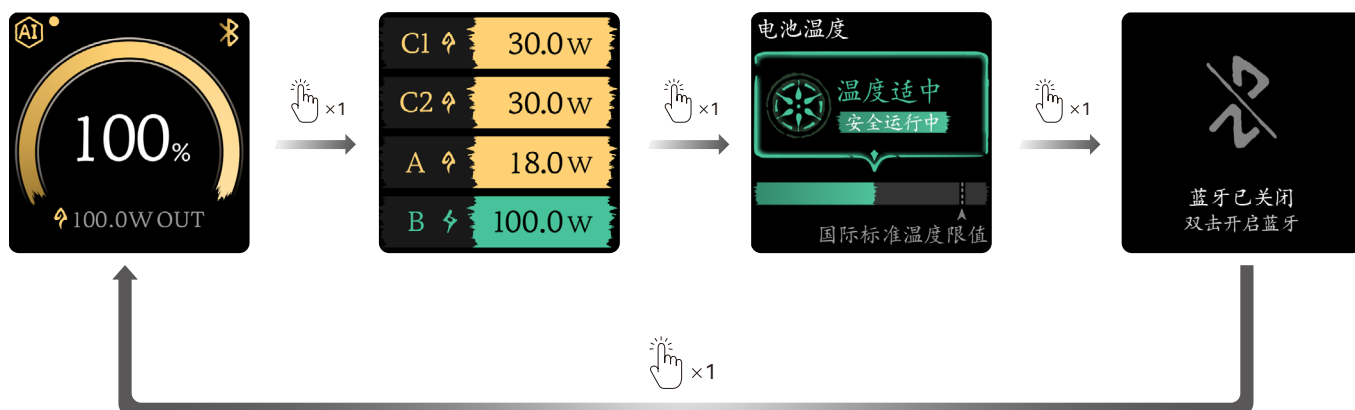 AI
100%
100.0W OUT
×1
C1 30.0W
C2 30.0W
A 18.0W
B 100.0W
×1
电池温度
温度适中
安全运行中
国际标准温度限值
×1
蓝牙已关闭
双击开启蓝牙
×1